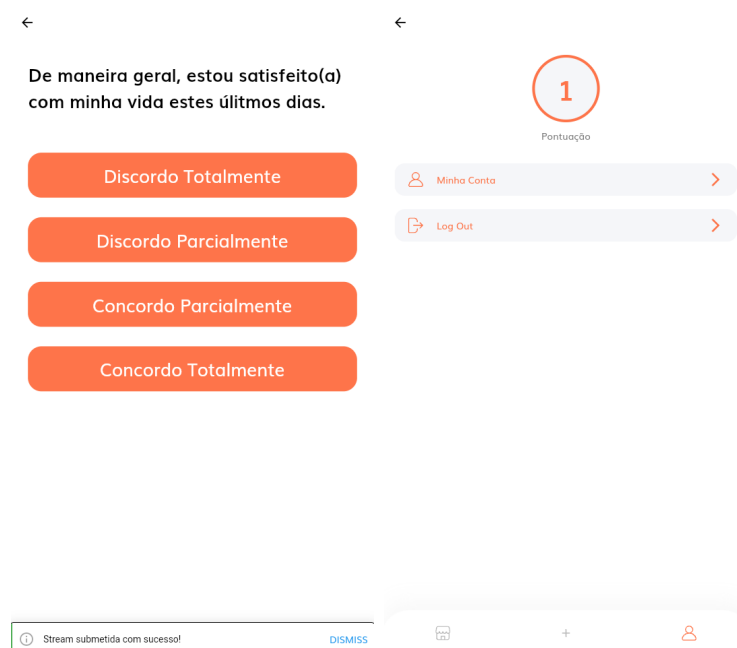 De maneira geral, estou satisfeito(a)
com minha vida estes úlitmos dias.
Discordo Totalmente
Discordo Parcialmente
Concordo Parcialmente
Concordo Totalmente
Stream submetida com sucesso!
DISMISS
1
Pontuação
Minha Conta
Log Out